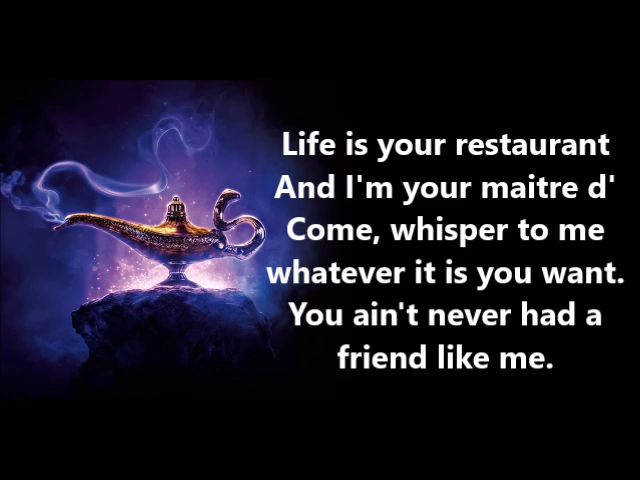 Life is your restaurant
And I'm your maitre d'
Come, whisper to me
whatever it is you want.
You ain't never had a
friend like me.